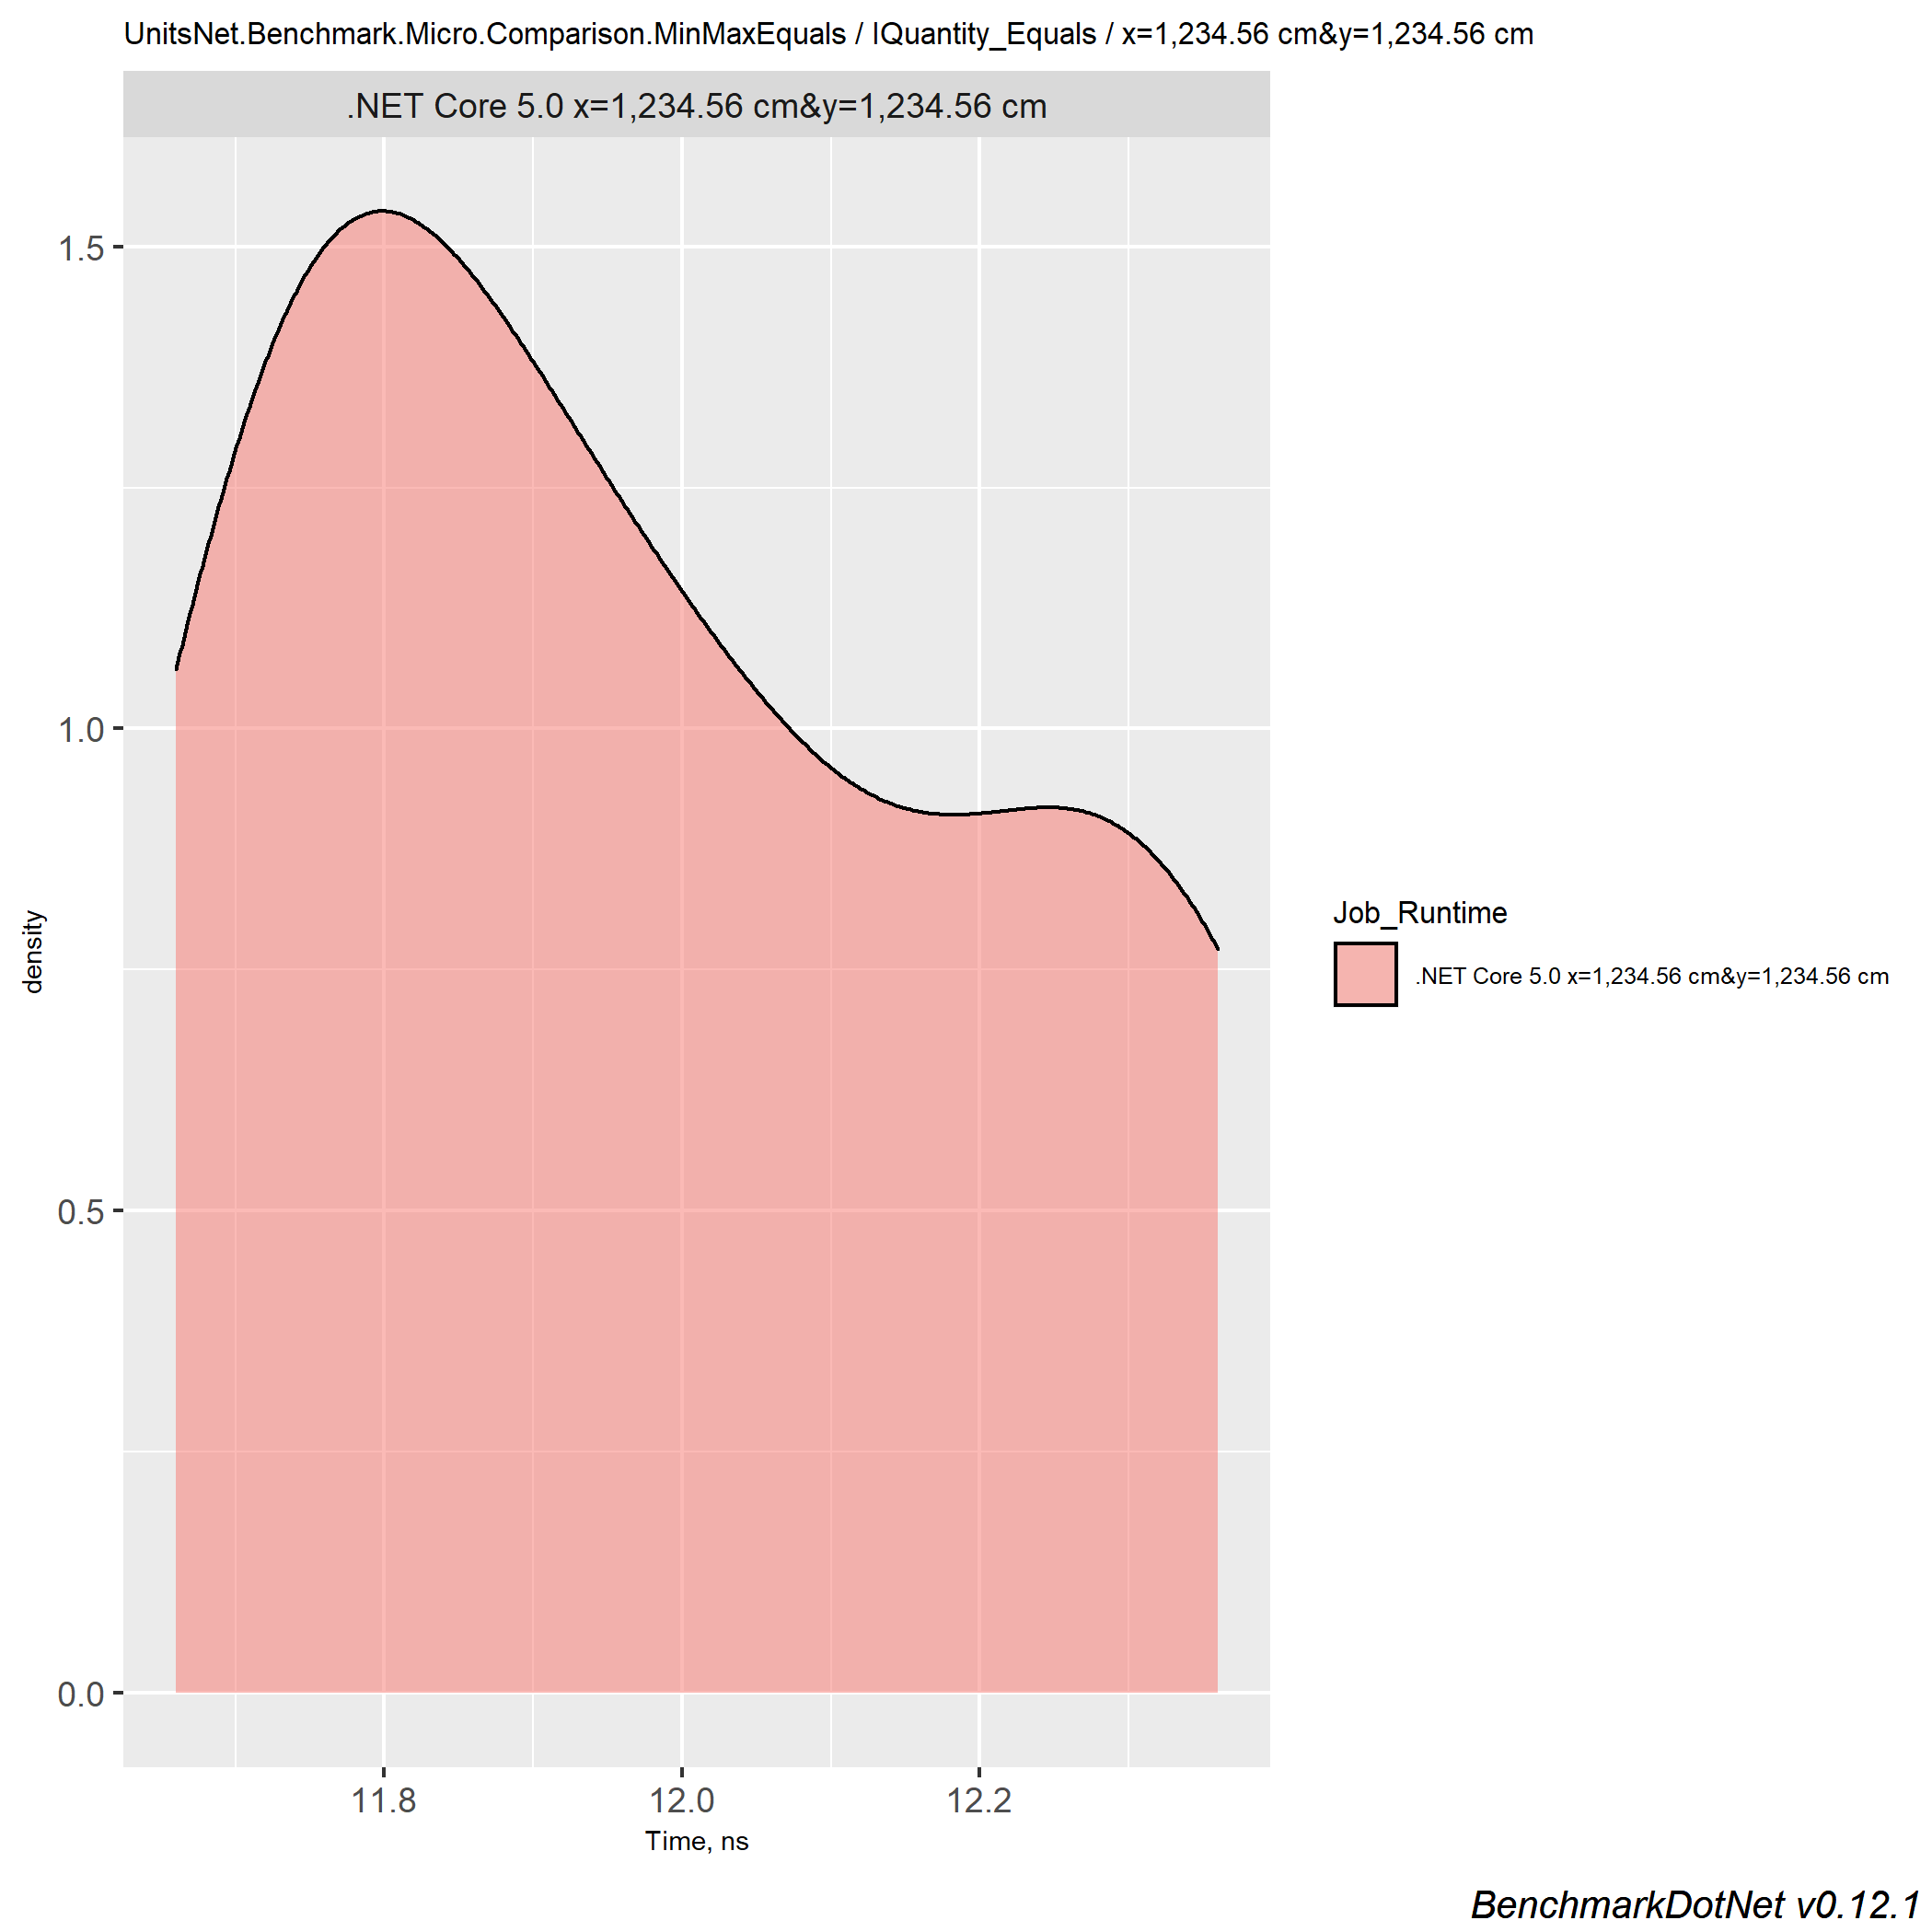 UnitsNet.Benchmark.Micro.Comparison.MinMaxEquals / IQuantity_Equals / x=1,234.56 cm&y=1,234.56 cm
.NET Core 5.0 x=1,234.56 cm&y=1,234.56 cm
1.5
1.0
0.5
0.0
density
11.8 12.0 12.2
Time, ns
Job_Runtime
.NET Core 5.0 x=1,234.56 cm&y=1,234.56 cm
BenchmarkDotNet v0.12.1